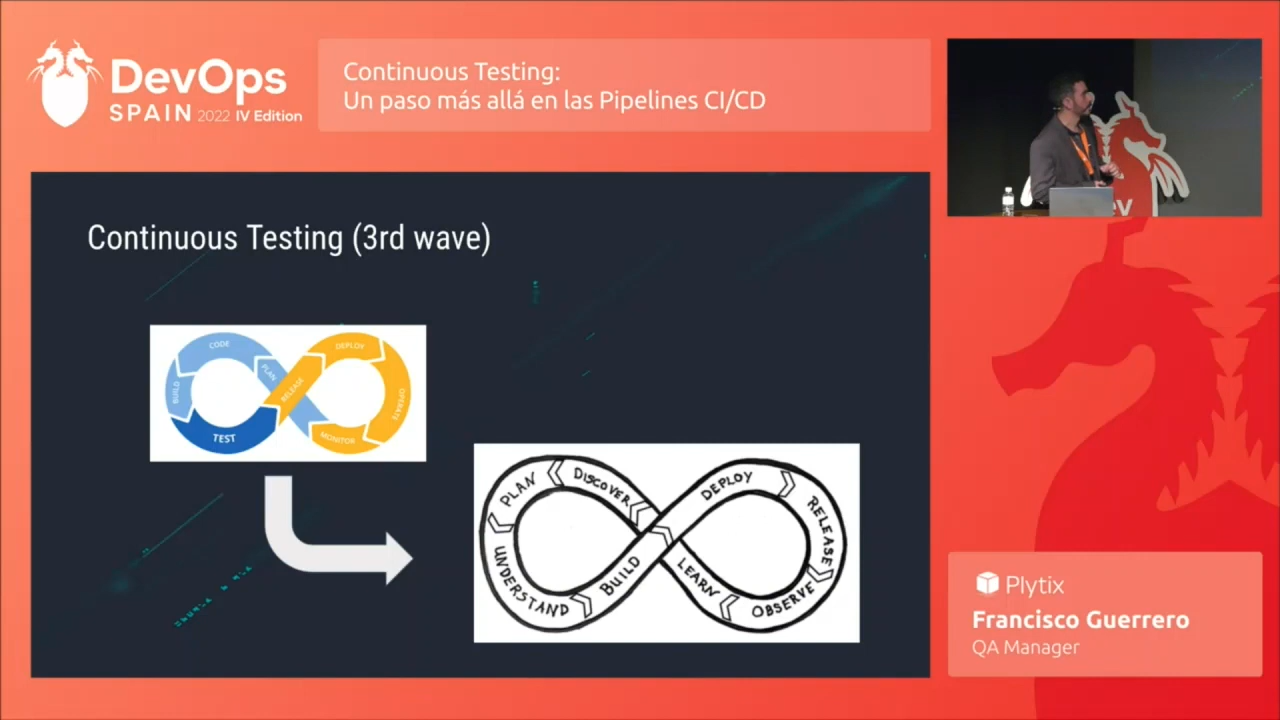 DevOps
SPAIN 2022 IV Edition
Continuous Testing:
Un paso más allá en las Pipelines CI/CD
Continuous Testing (3rd wave)
CODE
DEPLOY
PLAN
RELEASE
BUILD
OPERATE
TEST
MONITOR
PLAN
DISCOVER
DEPLOY
RELEASE
UNDERSTAND
BUILD
LEARN
OBSERVE
Plytix
Francisco Guerrero
QA Manager